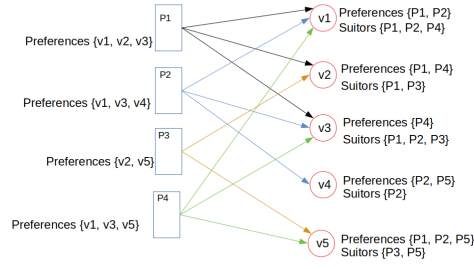 P1
Preferences {v1, v2, v3}
P2
Preferences {v1, v3, v4}
P3
Preferences {v2, v5}
P4
Preferences {v1, v3, v5}
v1
Preferences {P1, P2}
Suitors {P1, P2, P4}
v2
Preferences {P1, P4}
Suitors {P1, P3}
v3
Preferences {P4}
Suitors {P1, P2, P3}
v4
Preferences {P2, P5}
Suitors {P2}
v5
Preferences {P1, P2, P5}
Suitors {P3, P5}